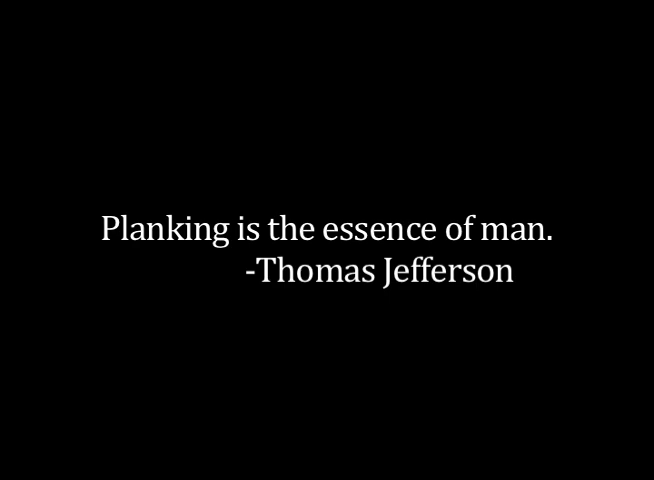 Planking is the essence of man.
-Thomas Jefferson